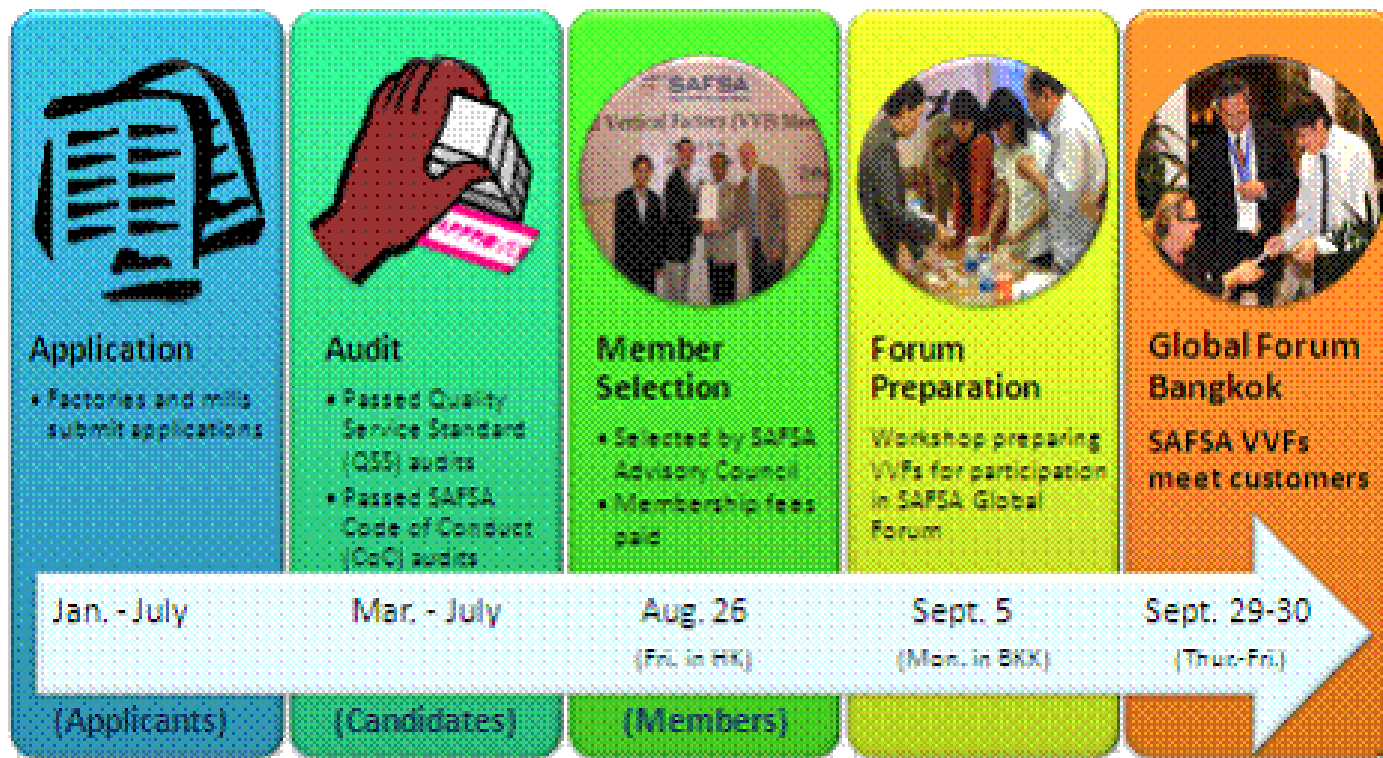 SAFSA
Vertical Factors (VVF)
Application
• Factories and mills
submit applications
Audit
• Passed Quality
Service Standard
(QSS) audits
• Passed SAFSA
Code of Conduct
(CoC) audits
Member
Selection
• Selected by SAFSA
Advisory Council
• Membership fees
paid
Forum
Preparation
Workshop preparing
VVFs for participation
in SAFSA Global
Forum
Global Forum
Bangkok
SAFSA VVFs
meet customers
Jan. - July
Mar. - July
Aug. 26
(Fri. in HK)
Sept. 5
(Mon. in BKK)
Sept. 29-30
(Thur.-Fri.)
(Applicants)
(Candidates)
(Members)